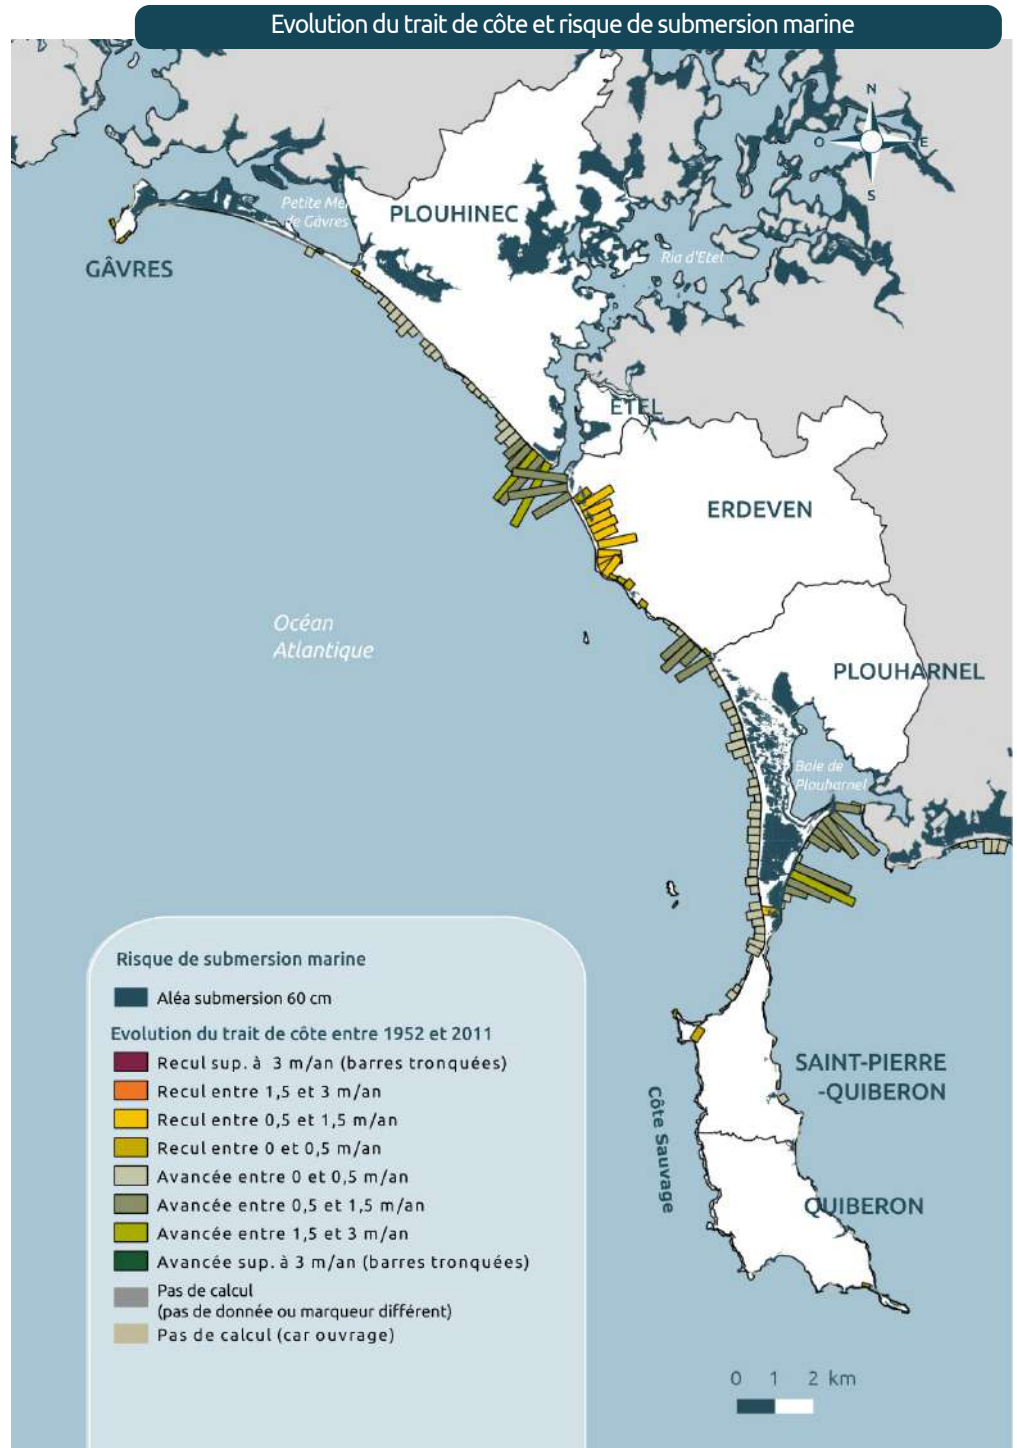 Evolution du trait de côte et risque de submersion marine
N
O
E
S
Petite Mer
de Gâvres
PLOUHINEC
GÂVRES
Ria d'Etel
ETEL
ERDEVEN
Océan
Atlantique
PLOUHARNEL
Baie de
Plouharnel
Risque de submersion marine
Aléa submersion 60 cm
Evolution du trait de côte entre 1952 et 2011
Recul sup. à 3 m/an (barres tronquées)
Recul entre 1,5 et 3 m/an
Recul entre 0,5 et 1,5 m/an
Recul entre 0 et 0,5 m/an
Avancée entre 0 et 0,5 m/an
Avancée entre 0,5 et 1,5 m/an
Avancée entre 1,5 et 3 m/an
Avancée sup. à 3 m/an (barres tronquées)
Pas de calcul
(pas de donnée ou marqueur différent)
Pas de calcul (car ouvrage)
SAINT-PIERRE
-QUIBERON
Côte Sauvage
QUIBERON
0 1 2 km